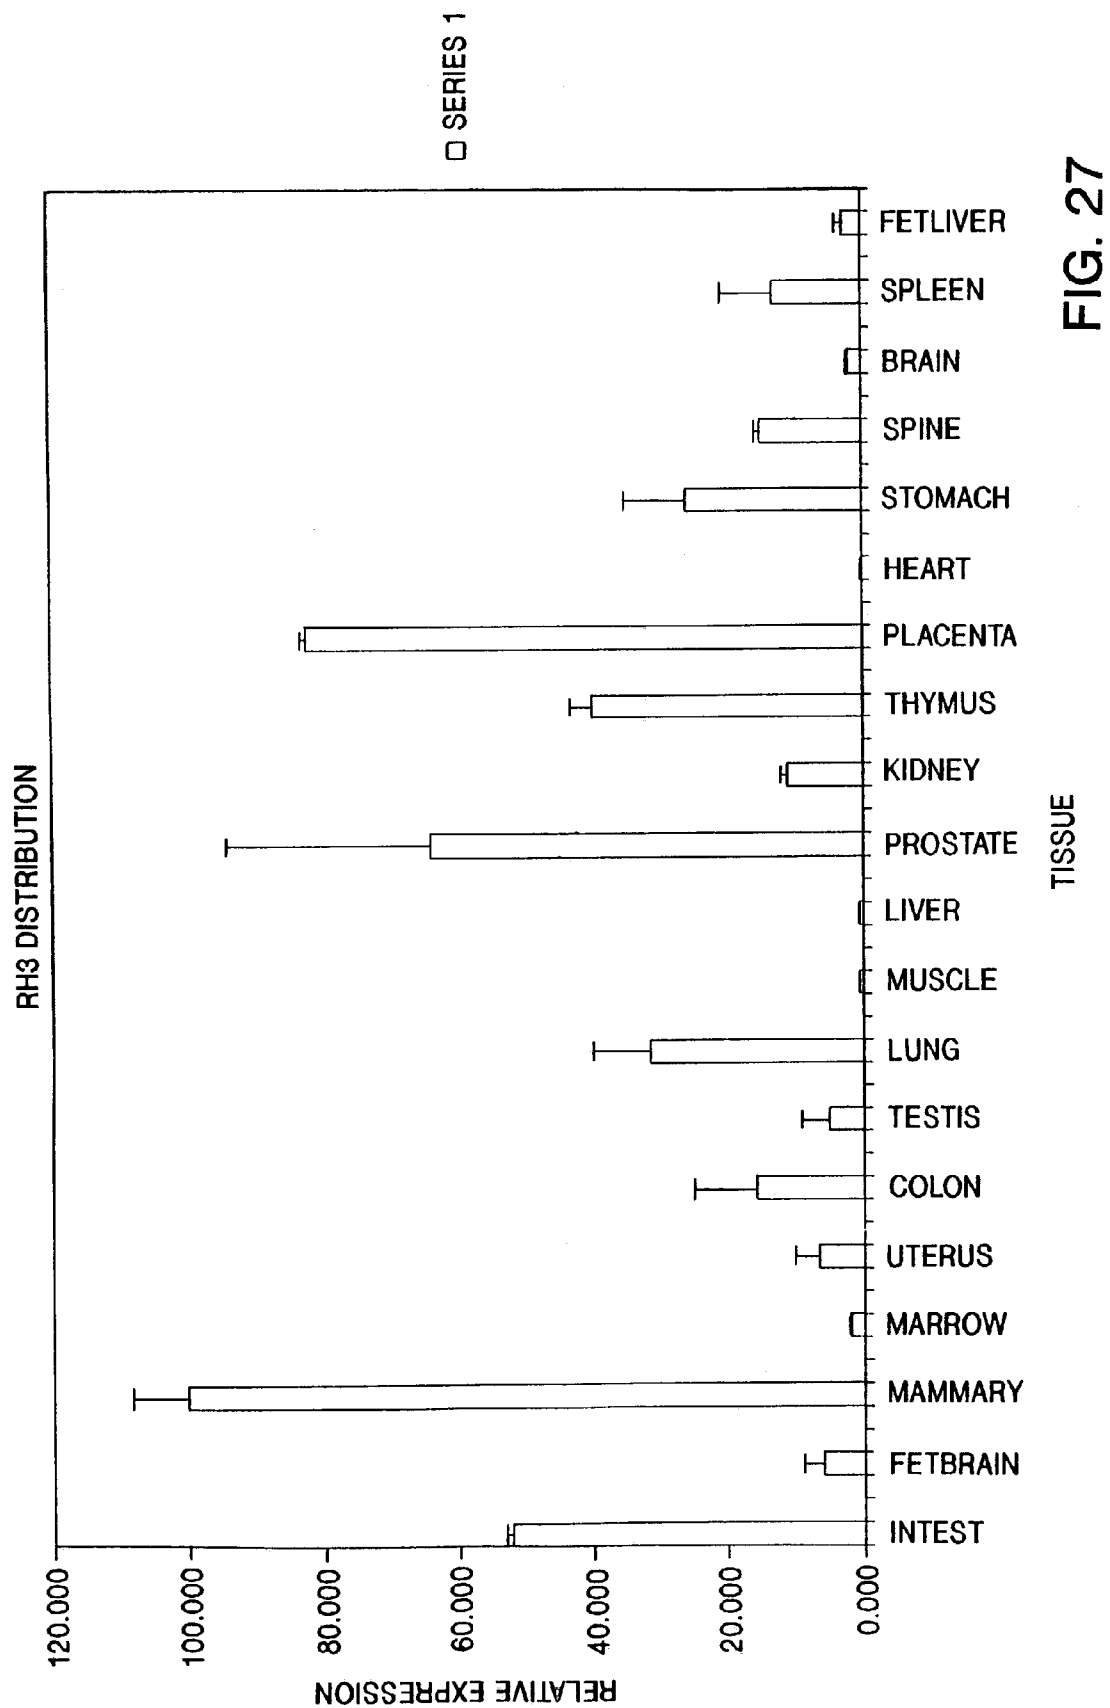 RH3 DISTRIBUTION
RELATIVE EXPRESSION
120.000
100.000
80.000
60.000
40.000
20.000
0.000
INTEST
FETBRAIN
MAMMARY
MARROW
UTERUS
COLON
TESTIS
LUNG
MUSCLE
LIVER
PROSTATE
KIDNEY
THYMUS
PLACENTA
HEART
STOMACH
SPINE
BRAIN
SPLEEN
FETLIVER
TISSUE
SERIES 1
FIG. 27